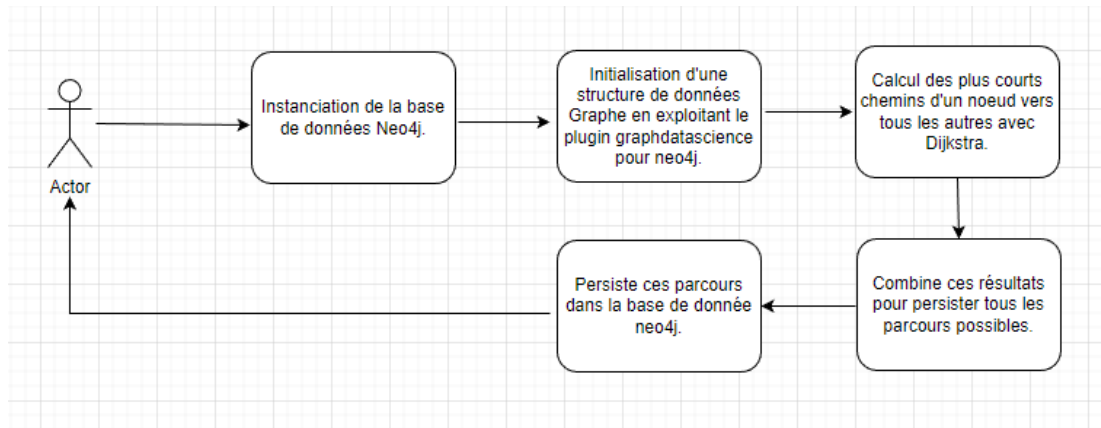 Actor
Instanciation de la base
de données Neo4j.
Initialisation d'une
structure de données
Graphe en exploitant le
plugin graphdatascience
pour neo4j.
Calcul des plus courts
chemins d'un noeud vers
tous les autres avec
Dijkstra.
Combine ces résultats
pour persister tous les
parcours possibles.
Persiste ces parcours
dans la base de donnée
neo4j.